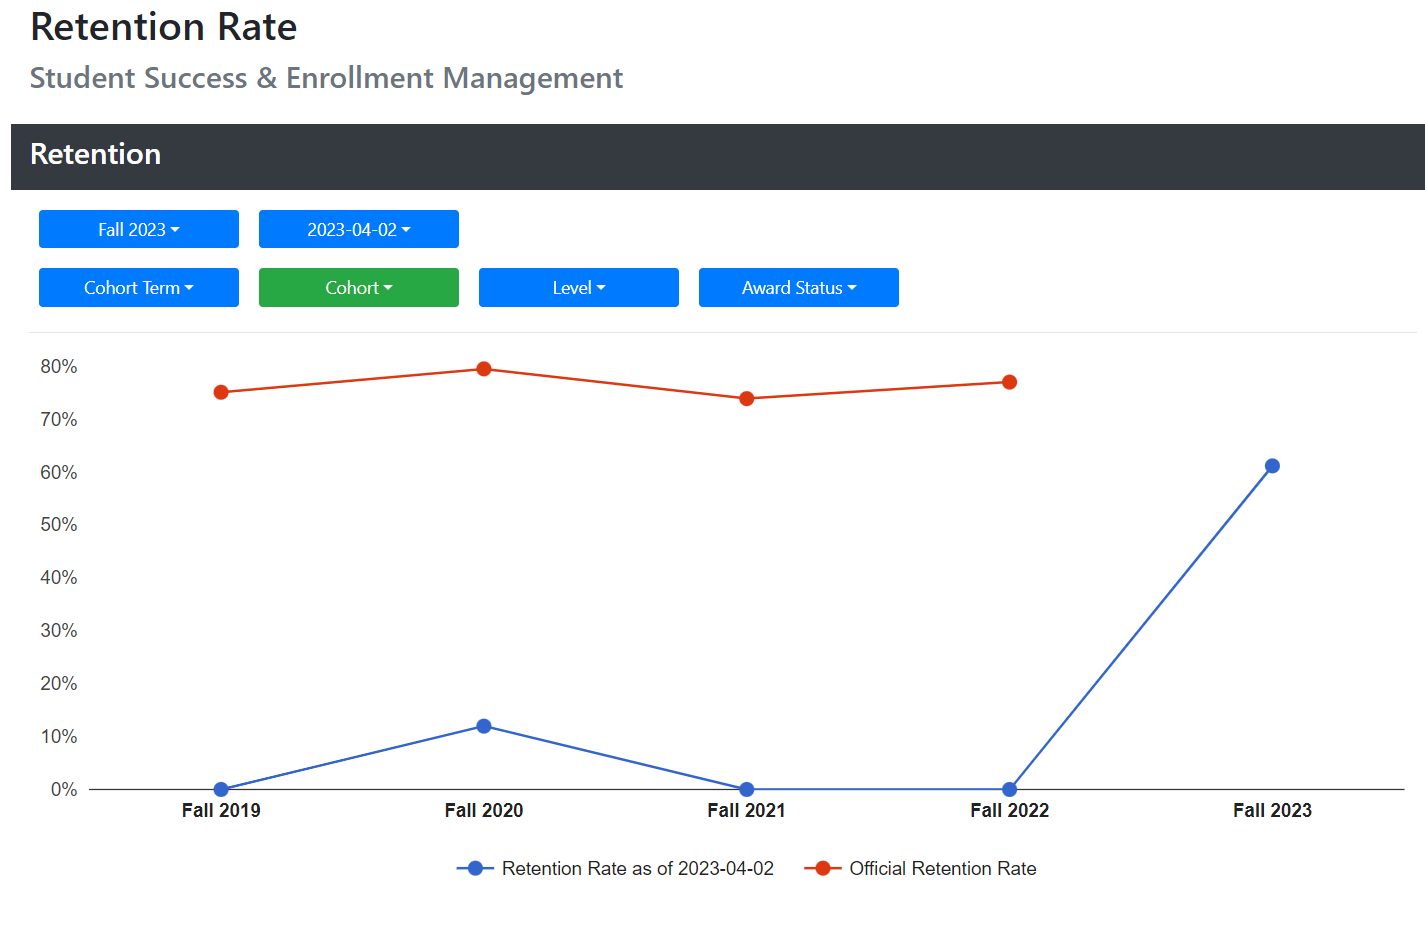 Retention Rate
Student Success & Enrollment Management
Retention
Fall 2023 2023-04-02
Cohort Term Cohort Level Award Status
80%
70%
60%
50%
40%
30%
20%
10%
0%
Fall 2019 Fall 2020 Fall 2021 Fall 2022 Fall 2023
Retention Rate as of 2023-04-02 Official Retention Rate